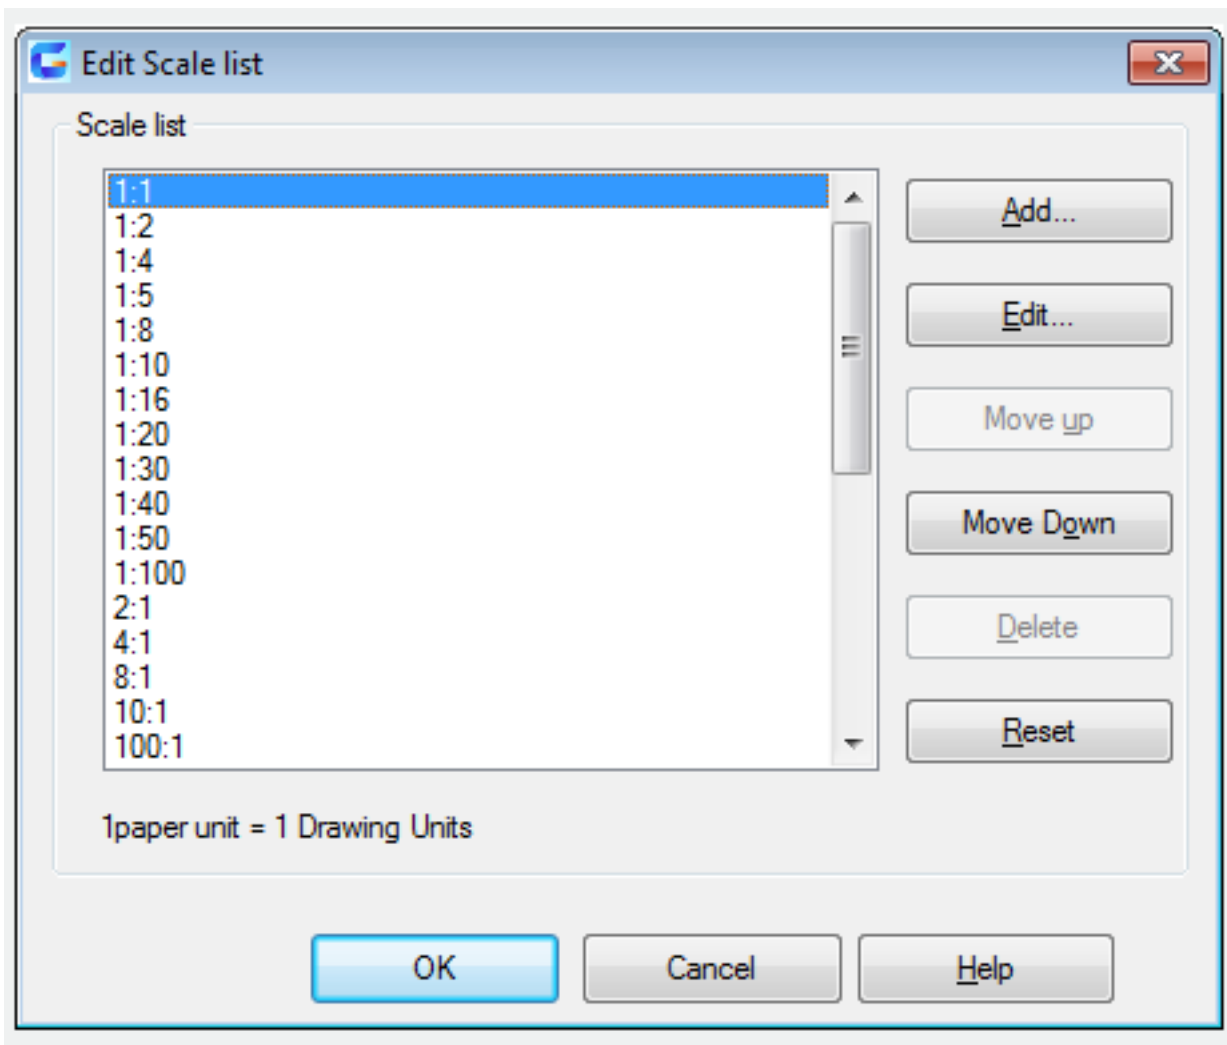 Edit Scale list
Scale list
1:1
1:2
1:4
1:5
1:8
1:10
1:16
1:20
1:30
1:40
1:50
1:100
2:1
4:1
8:1
10:1
100:1
Add...
Edit...
Move up
Move Down
Delete
Reset
1paper unit = 1 Drawing Units
OK
Cancel
Help